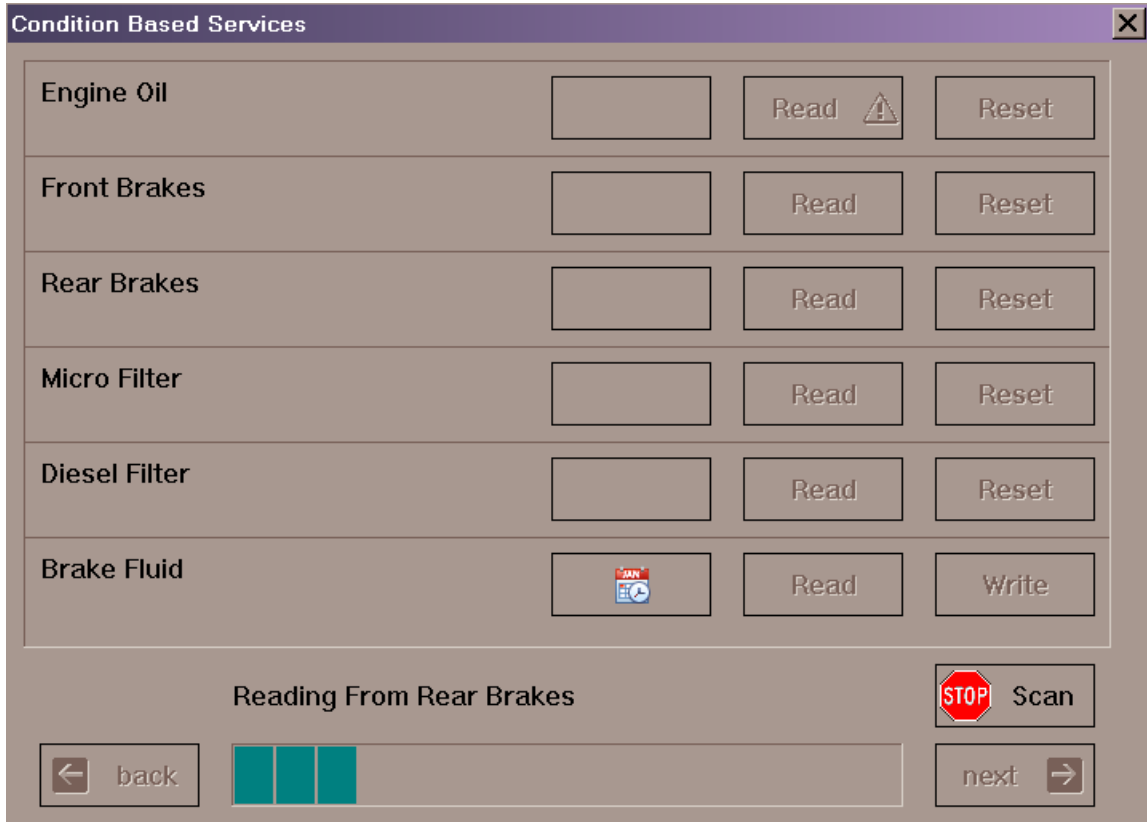 Condition Based Services
Engine Oil Read Reset
Front Brakes Read Reset
Rear Brakes Read Reset
Micro Filter Read Reset
Diesel Filter Read Reset
Brake Fluid JAN Read Write
Reading From Rear Brakes STOP Scan
back next